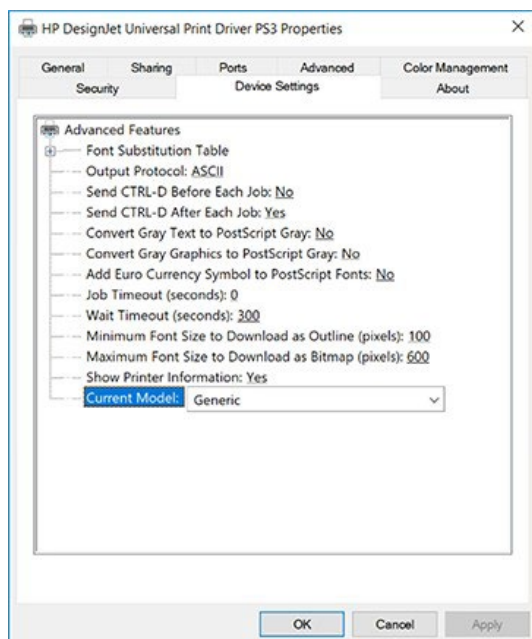 HP DesignJet Universal Print Driver PS3 Properties
General Sharing Ports Advanced Color Management
Security Device Settings About
Advanced Features
Font Substitution Table
Output Protocol: ASCII
Send CTRL-D Before Each Job: No
Send CTRL-D After Each Job: Yes
Convert Gray Text to PostScript Gray: No
Convert Gray Graphics to PostScript Gray: No
Add Euro Currency Symbol to PostScript Fonts: No
Job Timeout (seconds): 0
Wait Timeout (seconds): 300
Minimum Font Size to Download as Outline (pixels): 100
Maximum Font Size to Download as Bitmap (pixels): 600
Show Printer Information: Yes
Current Model: Generic
OK Cancel Apply